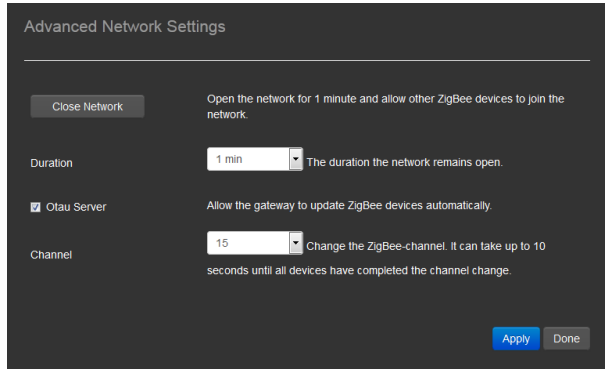 Advanced Network Settings
Close Network
Open the network for 1 minute and allow other ZigBee devices to join the
network.
Duration
1 min
The duration the network remains open.
Otau Server
Allow the gateway to update ZigBee devices automatically.
Channel
15
Change the ZigBee-channel. It can take up to 10
seconds until all devices have completed the channel change.
Apply
Done